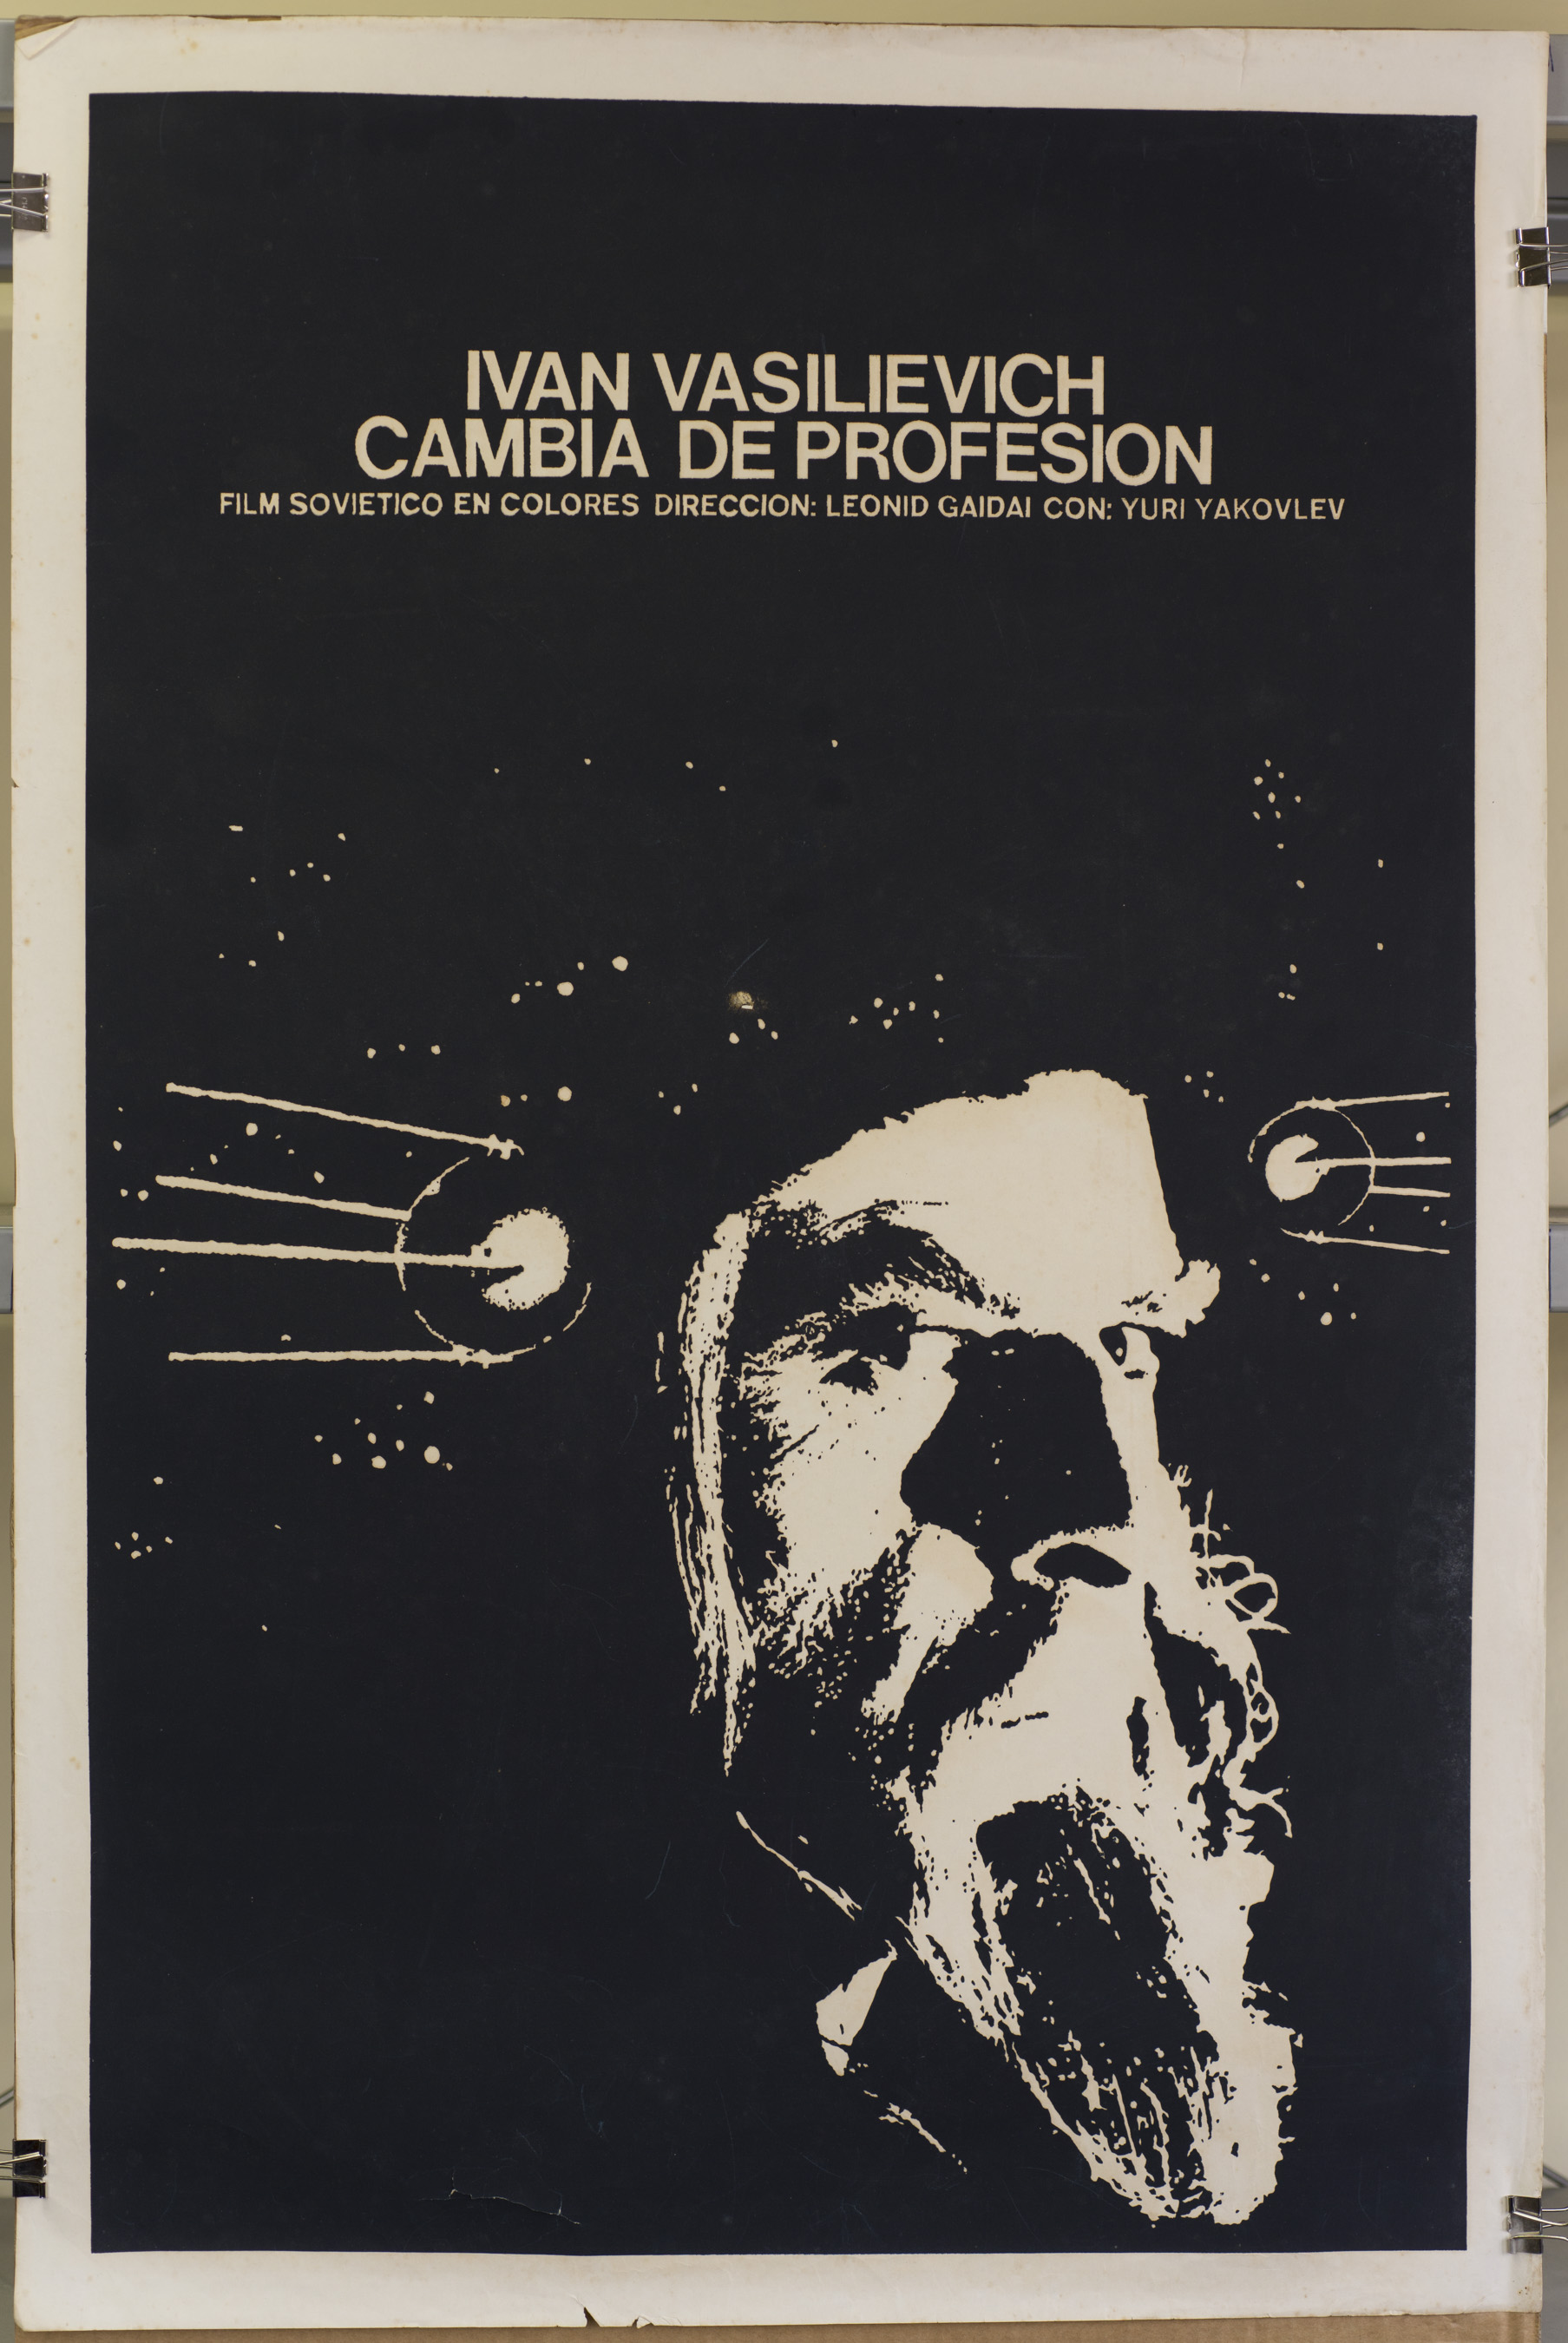 IVAN VASILIEVICH
CAMBIA DE PROFESION
FILM SOVIETICO EN COLORES DIRECCION: LEONID GAIDAI CON: YURI YAKOVLEV